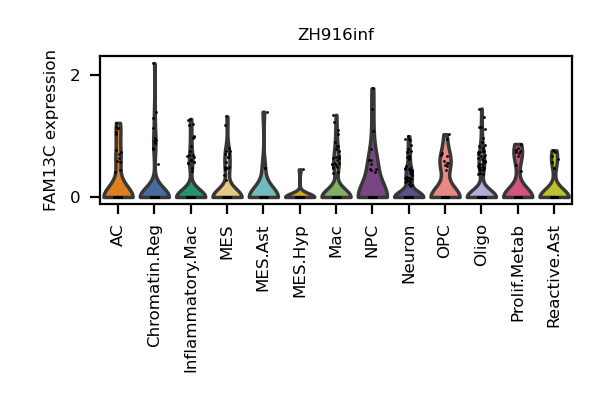 ZH916inf
FAM13C expression
2
0
AC
Chromatin.Reg
Inflammatory.Mac
MES
MES.Ast
MES.Hyp
Mac
NPC
Neuron
OPC
Oligo
Prolif.Metab
Reactive.Ast